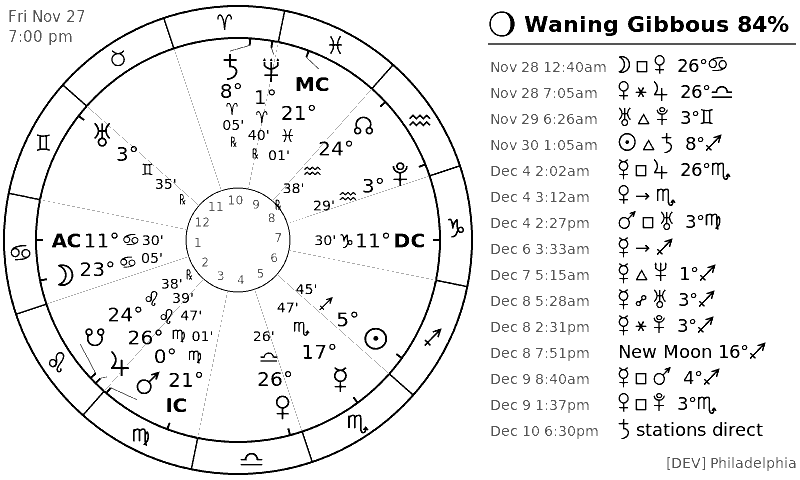 Fri Nov 27
7:00 pm
♈
♓
♒
♑
♐
♏
♎
♍
♌
♋
♊
♉
♄ 8° ♈ 05' ℞
♆ 1° ♈ 40' ℞
MC 21° ♓ 01'
☊ 24° ♒ 38' ℞
♇ 3° ♒ 29'
30' ♑ 11° DC
☉ 5° ♐ 45'
☿ 17° ♏ 47'
♀ 26° ♎ 26'
IC 21° ♍ 01'
♂ 0° ♍ 47'
♃ 26° ♌ 39'
☋ 24° ♌ 38' ℞
☽ 23° ♋ 05'
AC 11° ♋ 30'
♅ 3° ♊ 35' ℞
1
2
3
4
5
6
7
8
9
10
11
12
Waning Gibbous 84%
Nov 28 12:40am ☽ □ ♀ 26°♋
Nov 28 7:05am ♀ ⚹ ♃ 26°♎
Nov 29 6:26am ♅ △ ♇ 3°♊
Nov 30 1:05am ☉ △ ♄ 8°♐
Dec 4 2:02am ☿ □ ♃ 26°♏
Dec 4 3:12am ♀ → ♏
Dec 4 2:27pm ♂ □ ♅ 3°♍
Dec 6 3:33am ☿ → ♐
Dec 7 5:15am ☿ △ ♆ 1°♐
Dec 8 5:28am ☿ ☍ ♅ 3°♐
Dec 8 2:31pm ☿ ⚹ ♇ 3°♐
Dec 8 7:51pm New Moon 16°♐
Dec 9 8:40am ☿ □ ♂ 4°♐
Dec 9 1:37pm ♀ □ ♇ 3°♏
Dec 10 6:30pm ♄ stations direct
[DEV] Philadelphia